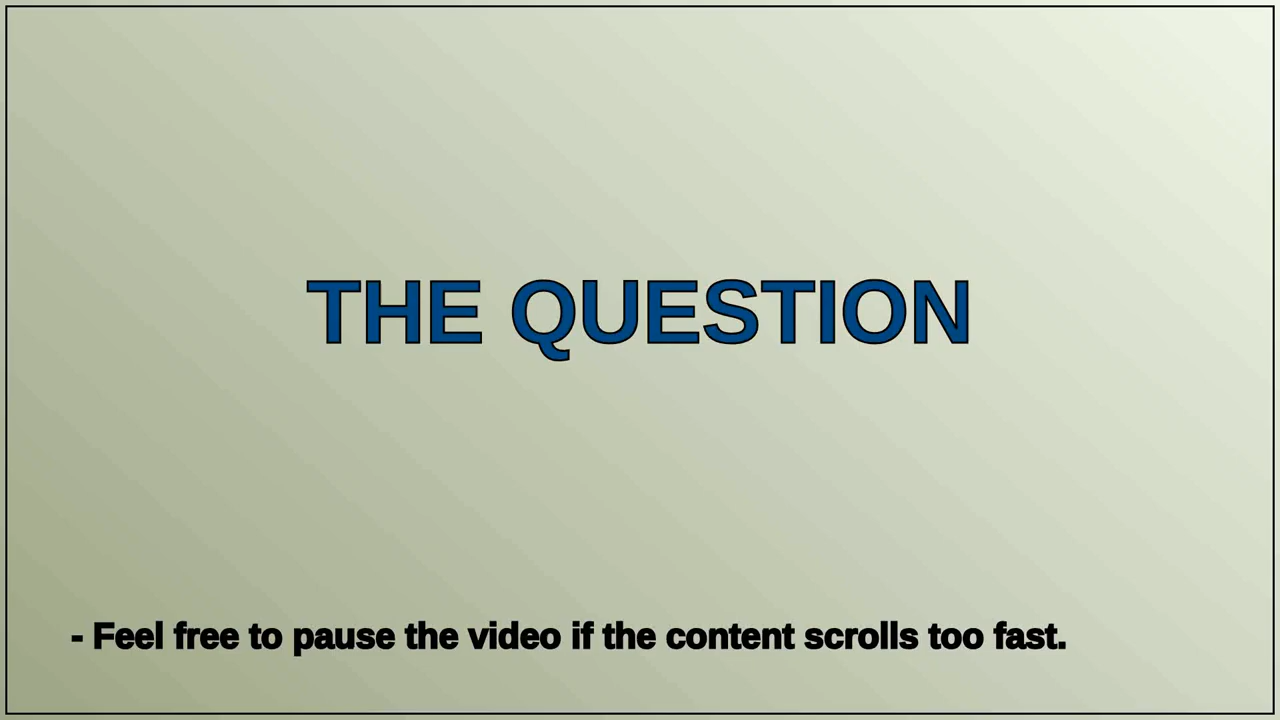 THE QUESTION
- Feel free to pause the video if the content scrolls too fast.